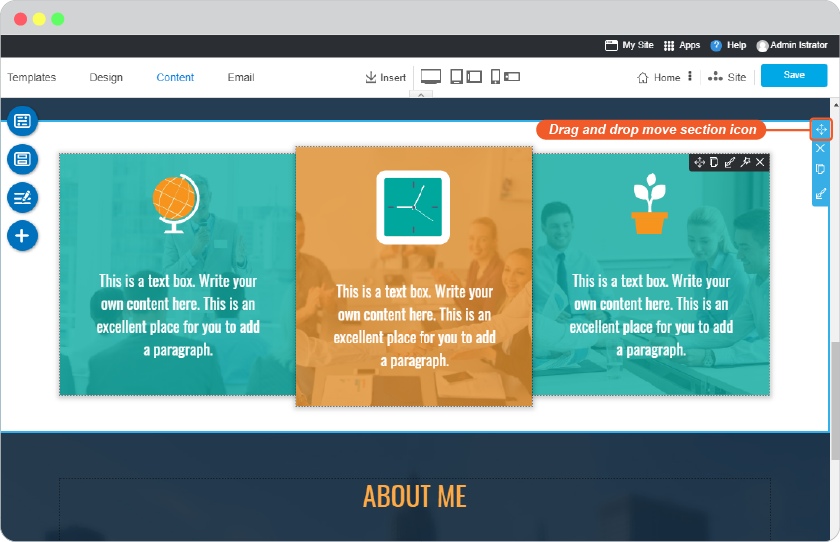 My Site Apps ? Help Admin Istrator
Templates Design Content Email Insert Home Site Save
Drag and drop move section icon
This is a text box. Write your
own content here. This is an
excellent place for you to add
a paragraph.
This is a text box. Write your
own content here. This is an
excellent place for you to add
a paragraph.
This is a text box. Write your
own content here. This is an
excellent place for you to add
a paragraph.
ABOUT ME